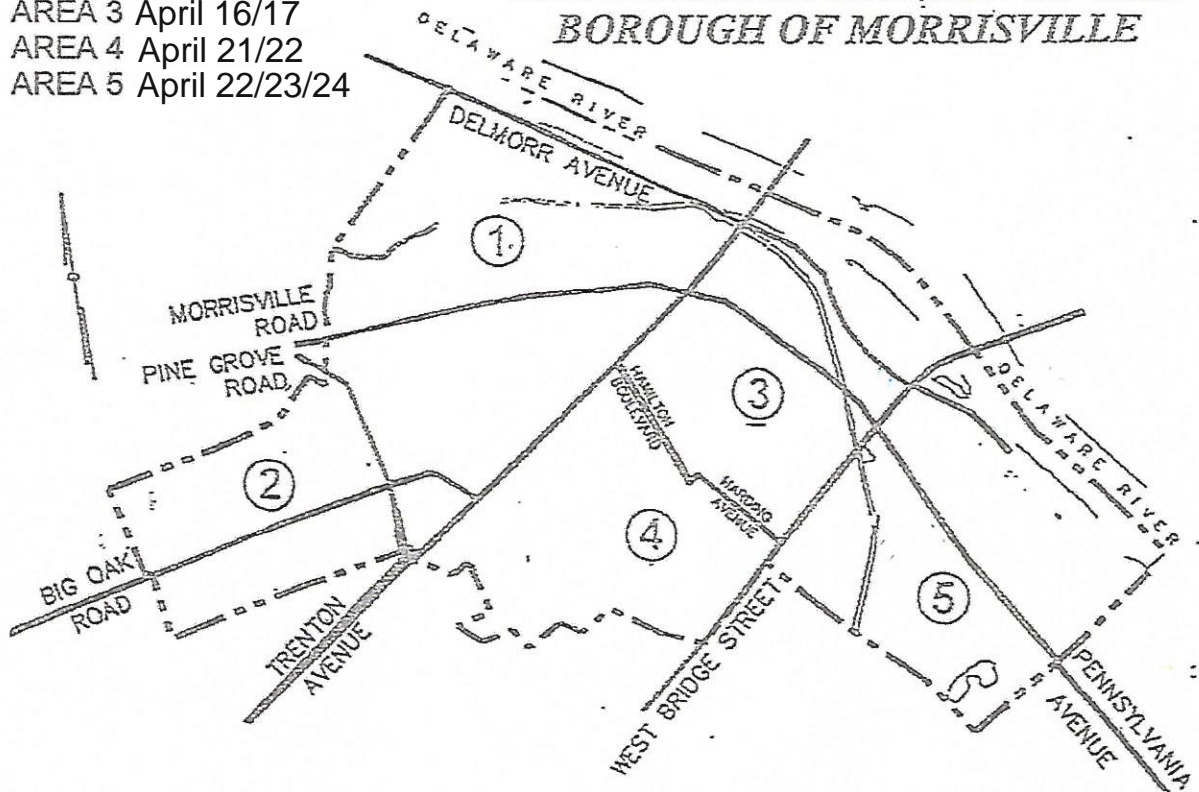 AREA 3 April 16/17
AREA 4 April 21/22
AREA 5 April 22/23/24
BOROUGH OF MORRISVILLE
DELAWARE RIVER
DELMORR AVENUE
1
MORRISVILLE
ROAD
PINE GROVE
ROAD
HAMILTON
BOULEVARD
3
DELAWARE RIVER
2
HARDING
AVENUE
4
BIG OAK
ROAD
TRENTON
AVENUE
WEST BRIDGE STREET
5
PENNSYLVANIA
AVENUE